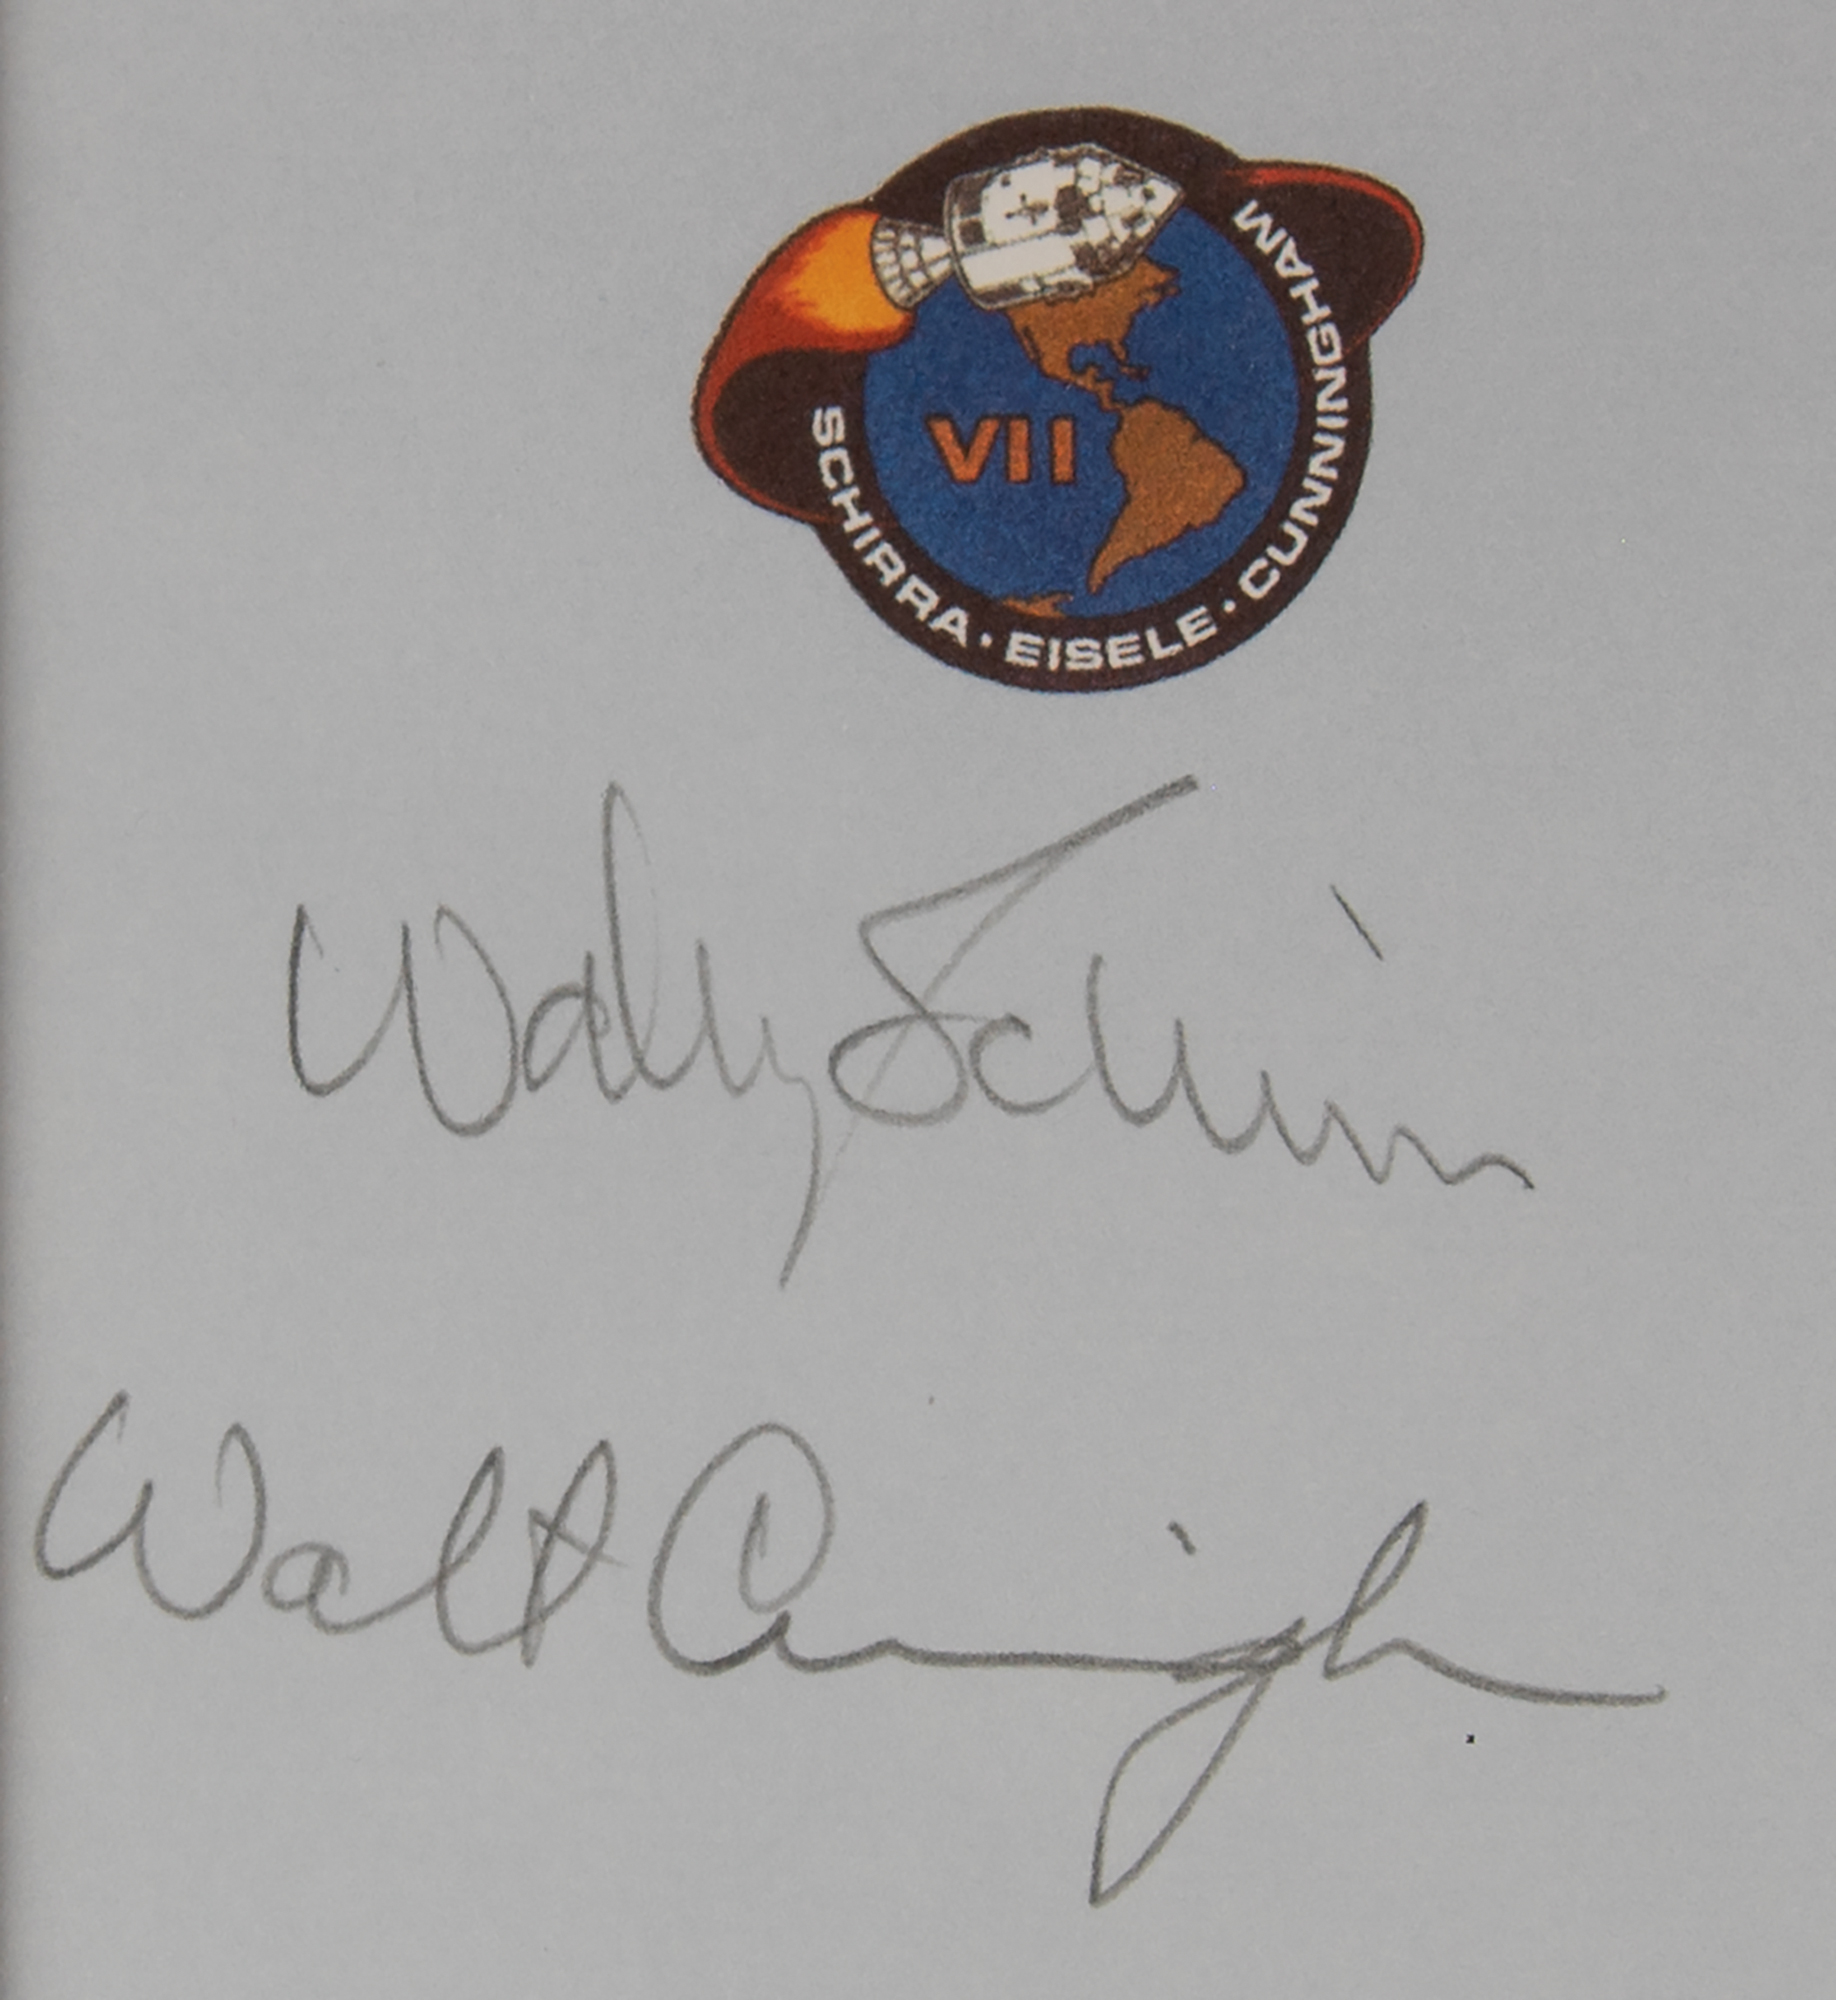 VII
SCHIRRA · EISELE · CUNNINGHAM
Wally Schirra
Walt Cunningham